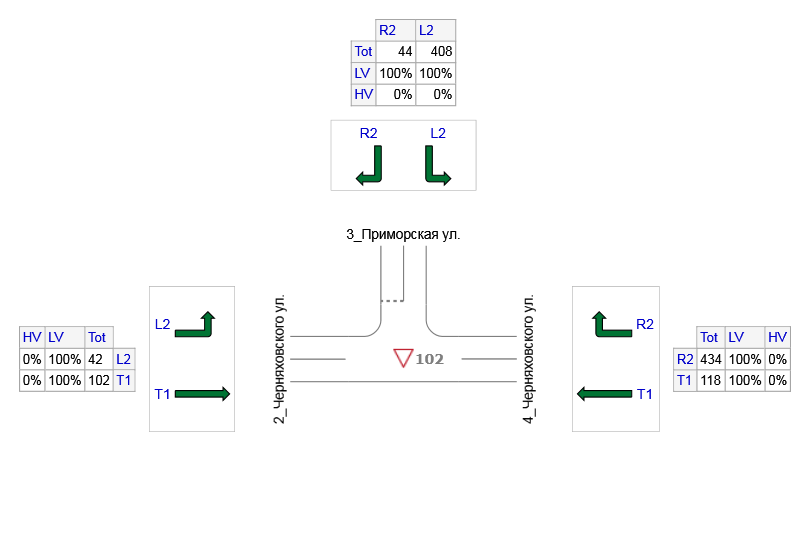 R2 L2
Tot 44 408
LV 100% 100%
HV 0% 0%
R2 L2
3_Приморская ул.
L2
T1
HV LV Tot
0% 100% 42 L2
0% 100% 102 T1
2_Черняховского ул.
102
4_Черняховского ул.
R2
T1
Tot LV HV
R2 434 100% 0%
T1 118 100% 0%